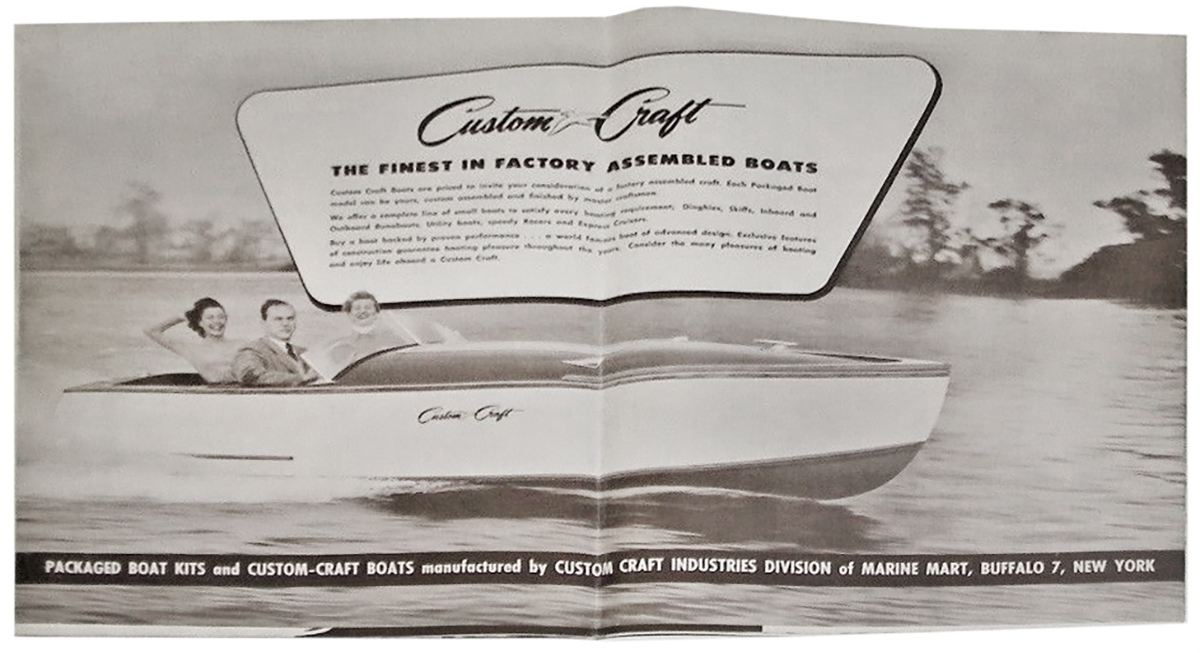 Custom Craft
THE FINEST IN FACTORY ASSEMBLED BOATS
Custom Craft Boats are priced to invite your consideration of a factory assembled craft. Each Packaged Boat
model can be yours, custom assembled and finished by master craftsmen.
We offer a complete line of small boats to satisfy every boating requirement; Dinghies, Skiffs, Inboard and
Outboard Runabouts, Utility boats, speedy Racers and Express Cruisers.
Buy a boat backed by proven performance . . . a world famous boat of advanced design. Exclusive features
of construction guarantees boating pleasure throughout the years. Consider the many pleasures of boating
and enjoy life aboard a Custom Craft.
Custom Craft
PACKAGED BOAT KITS and CUSTOM-CRAFT BOATS manufactured by CUSTOM CRAFT INDUSTRIES DIVISION of MARINE MART, BUFFALO 7, NEW YORK